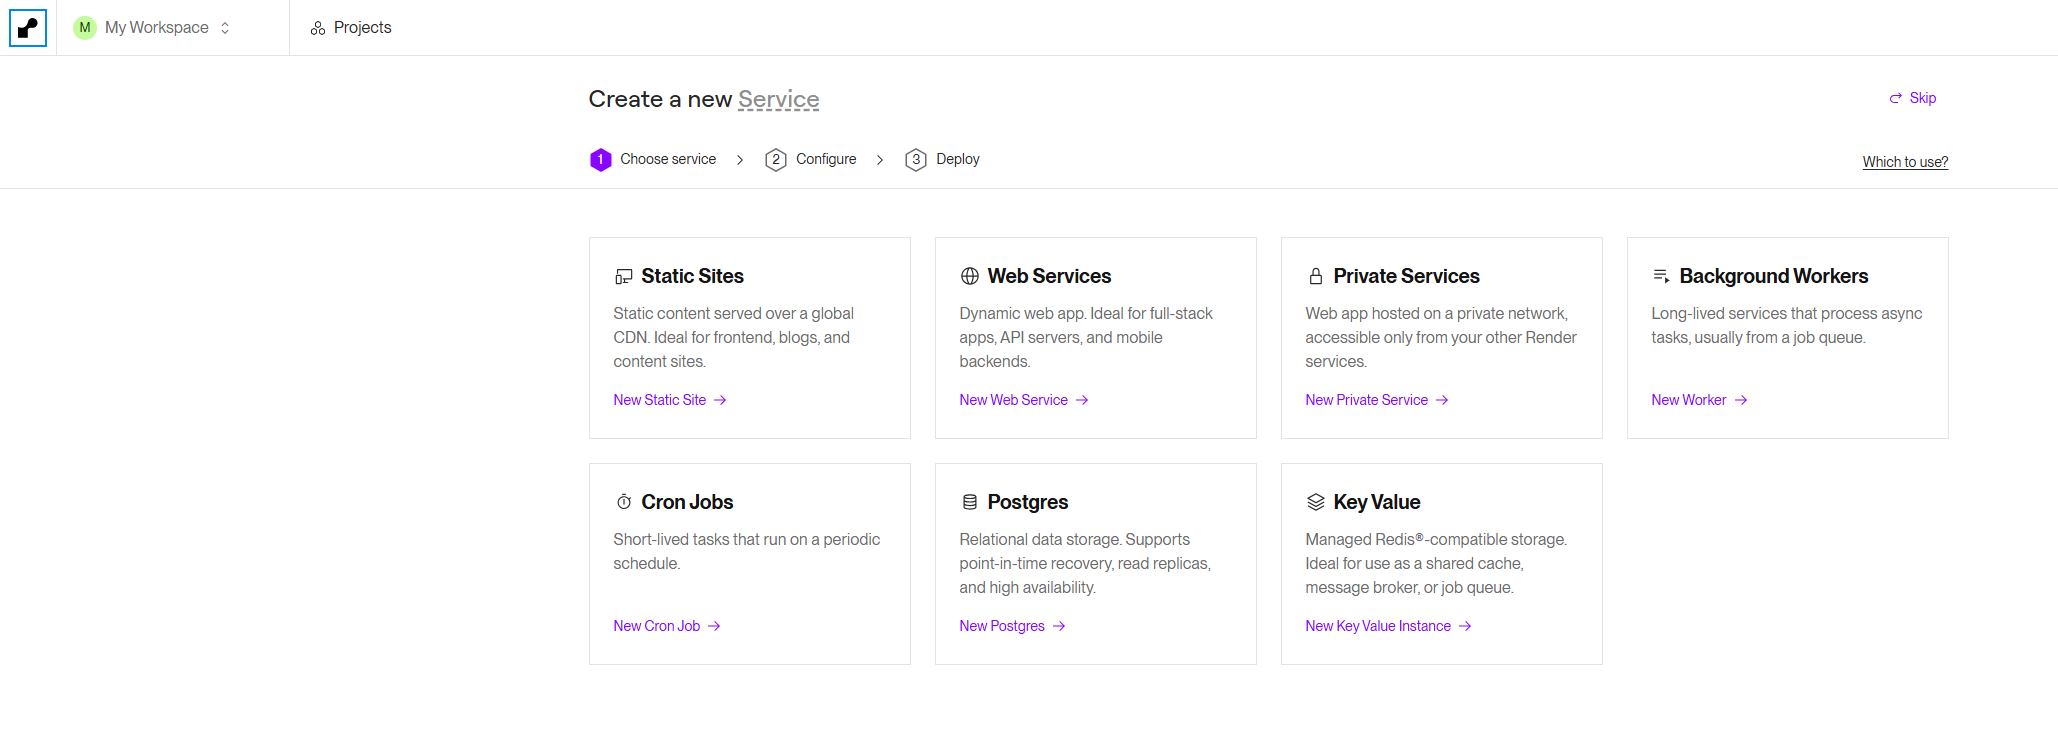 M My Workspace Projects
Create a new Service
Skip
1 Choose service 2 Configure 3 Deploy
Which to use?
Static Sites
Static content served over a global
CDN. Ideal for frontend, blogs, and
content sites.
New Static Site
Web Services
Dynamic web app. Ideal for full-stack
apps, API servers, and mobile
backends.
New Web Service
Private Services
Web app hosted on a private network,
accessible only from your other Render
services.
New Private Service
Background Workers
Long-lived services that process async
tasks, usually from a job queue.
New Worker
Cron Jobs
Short-lived tasks that run on a periodic
schedule.
New Cron Job
Postgres
Relational data storage. Supports
point-in-time recovery, read replicas,
and high availability.
New Postgres
Key Value
Managed Redis®-compatible storage.
Ideal for use as a shared cache,
message broker, or job queue.
New Key Value Instance